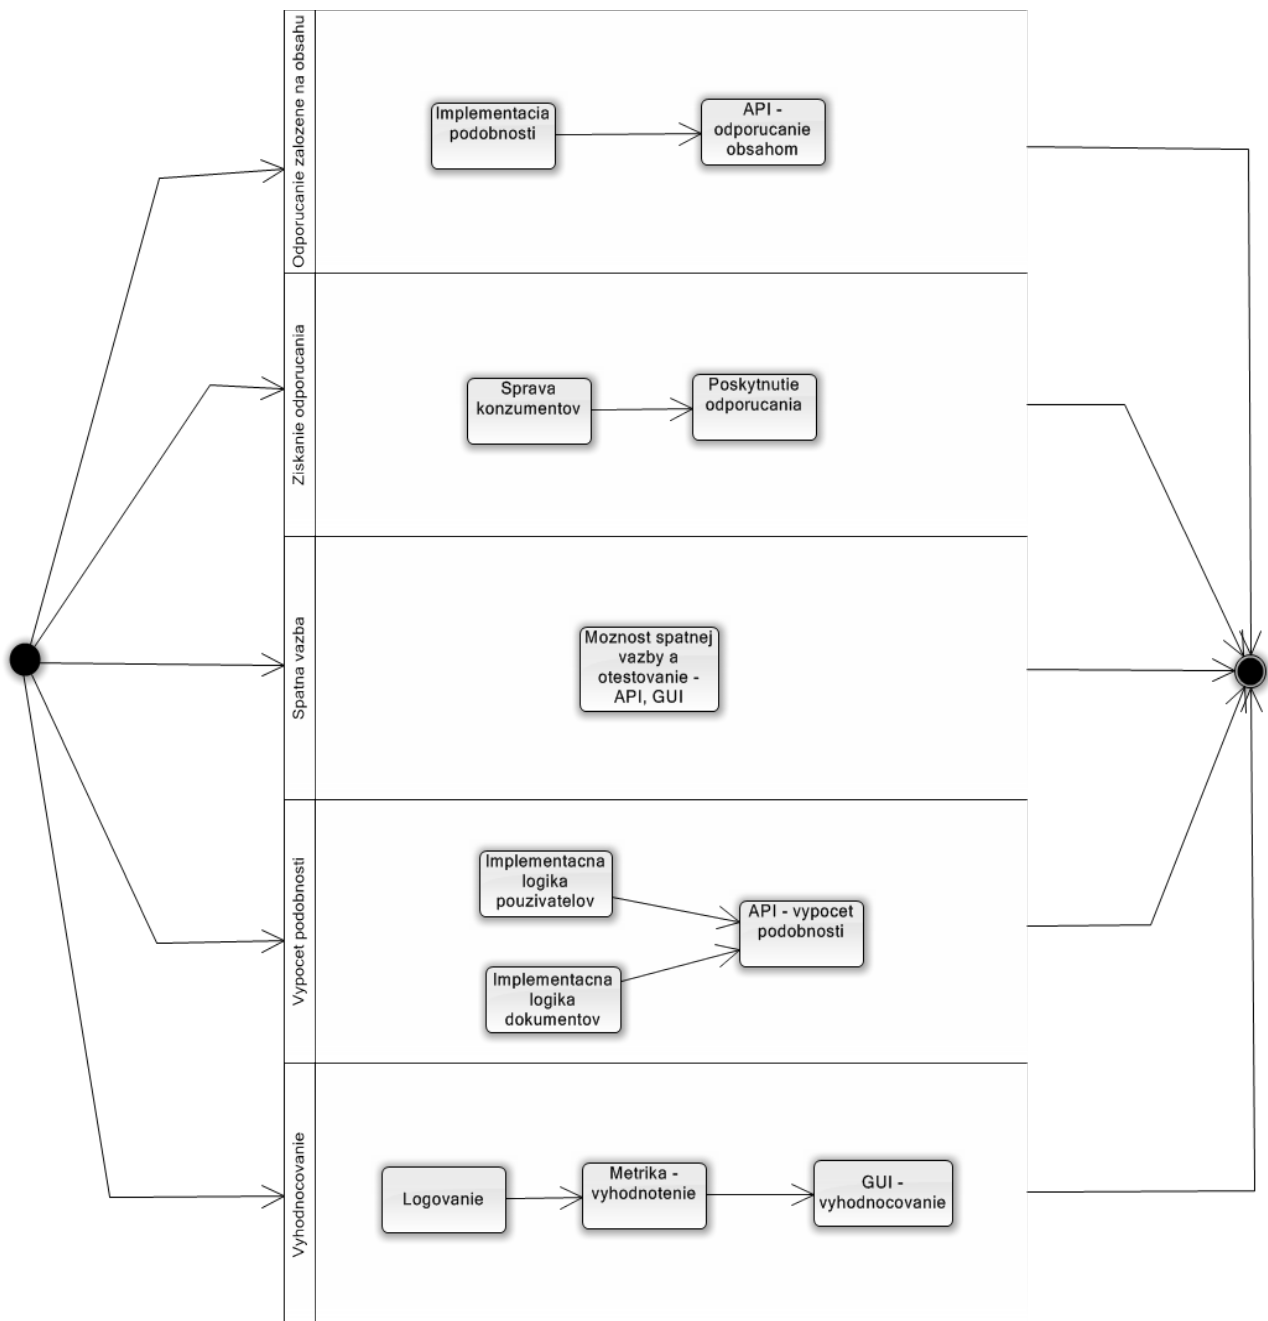 Odporucanie zalozene na obsahu
Implementacia
podobnosti
API -
odporucanie
obsahom
Ziskanie odporucania
Sprava
konzumentov
Poskytnutie
odporucania
Spatna vazba
Moznost spatnej
vazby a
otestovanie -
API, GUI
Vypocet podobnosti
Implementacna
logika
pouzivatelov
API - vypocet
podobnosti
Implementacna
logika
dokumentov
Vyhodnocovanie
Logovanie
Metrika -
vyhodnotenie
GUI -
vyhodnocovanie